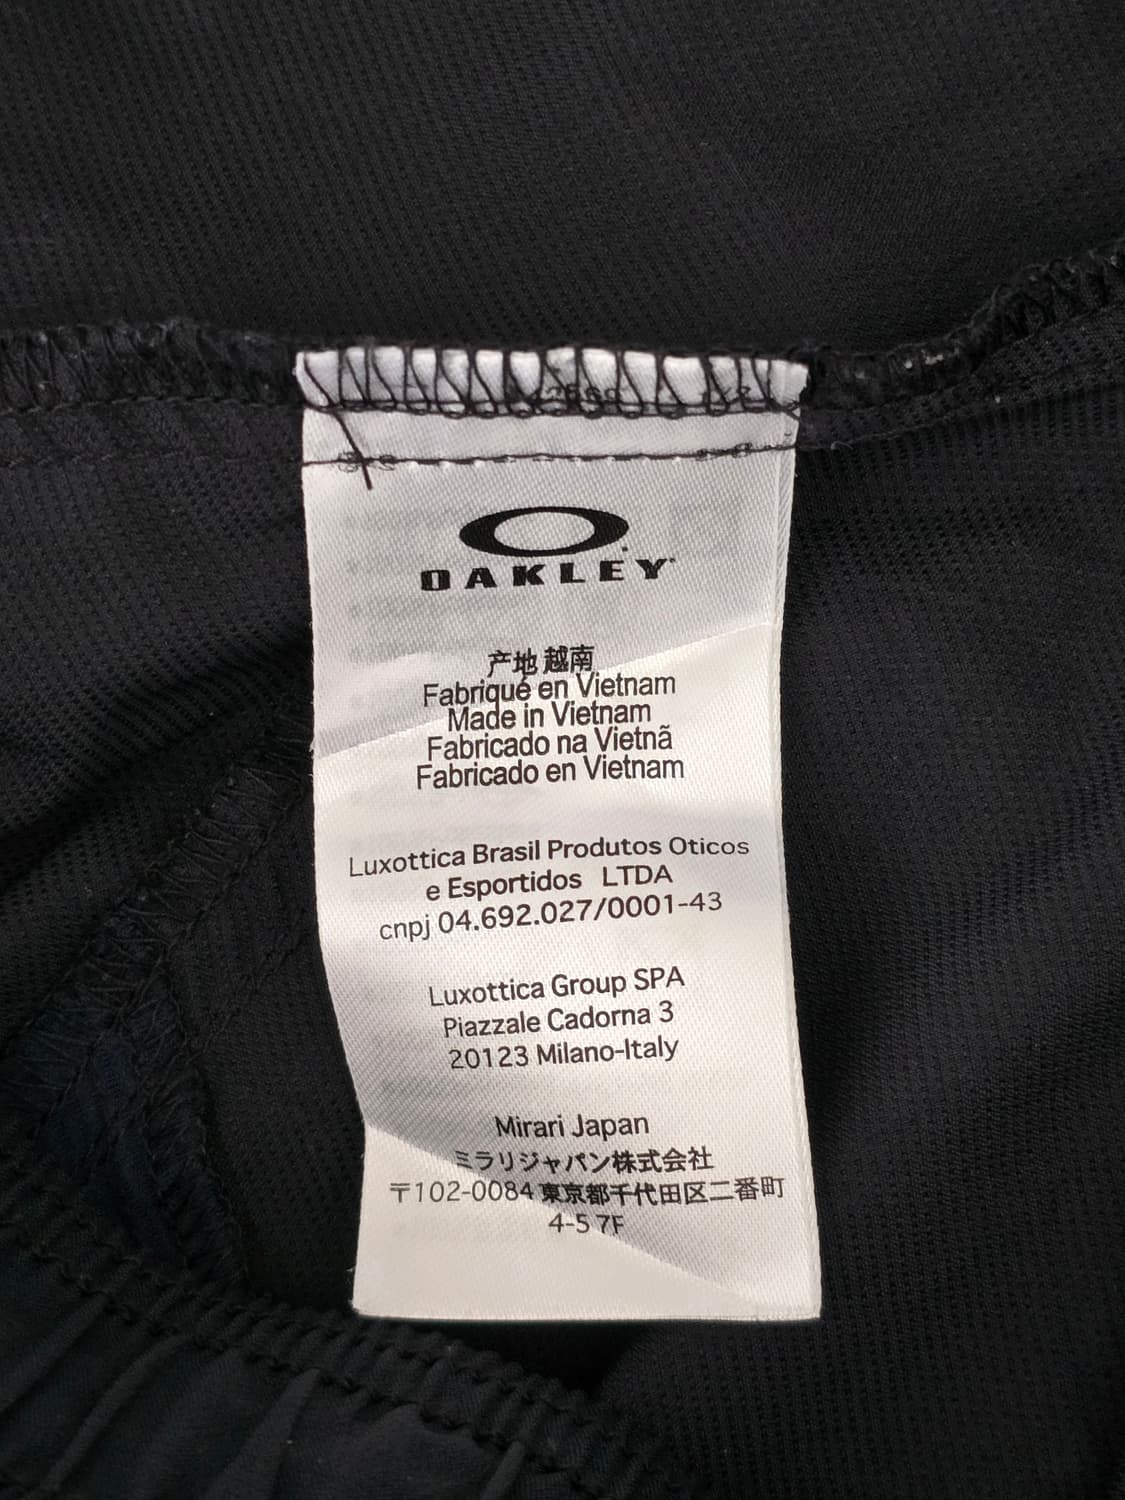 OAKLEY
产地 越南
Fabriqué en Vietnam
Made in Vietnam
Fabricado na Vietnã
Fabricado en Vietnam
Luxottica Brasil Produtos Oticos
e Esportidos LTDA
cnpj 04.692.027/0001-43
Luxottica Group SPA
Piazzale Cadorna 3
20123 Milano-Italy
Mirari Japan
ミラリジャパン株式会社
〒102-0084 東京都千代田区二番町
4-5 7F